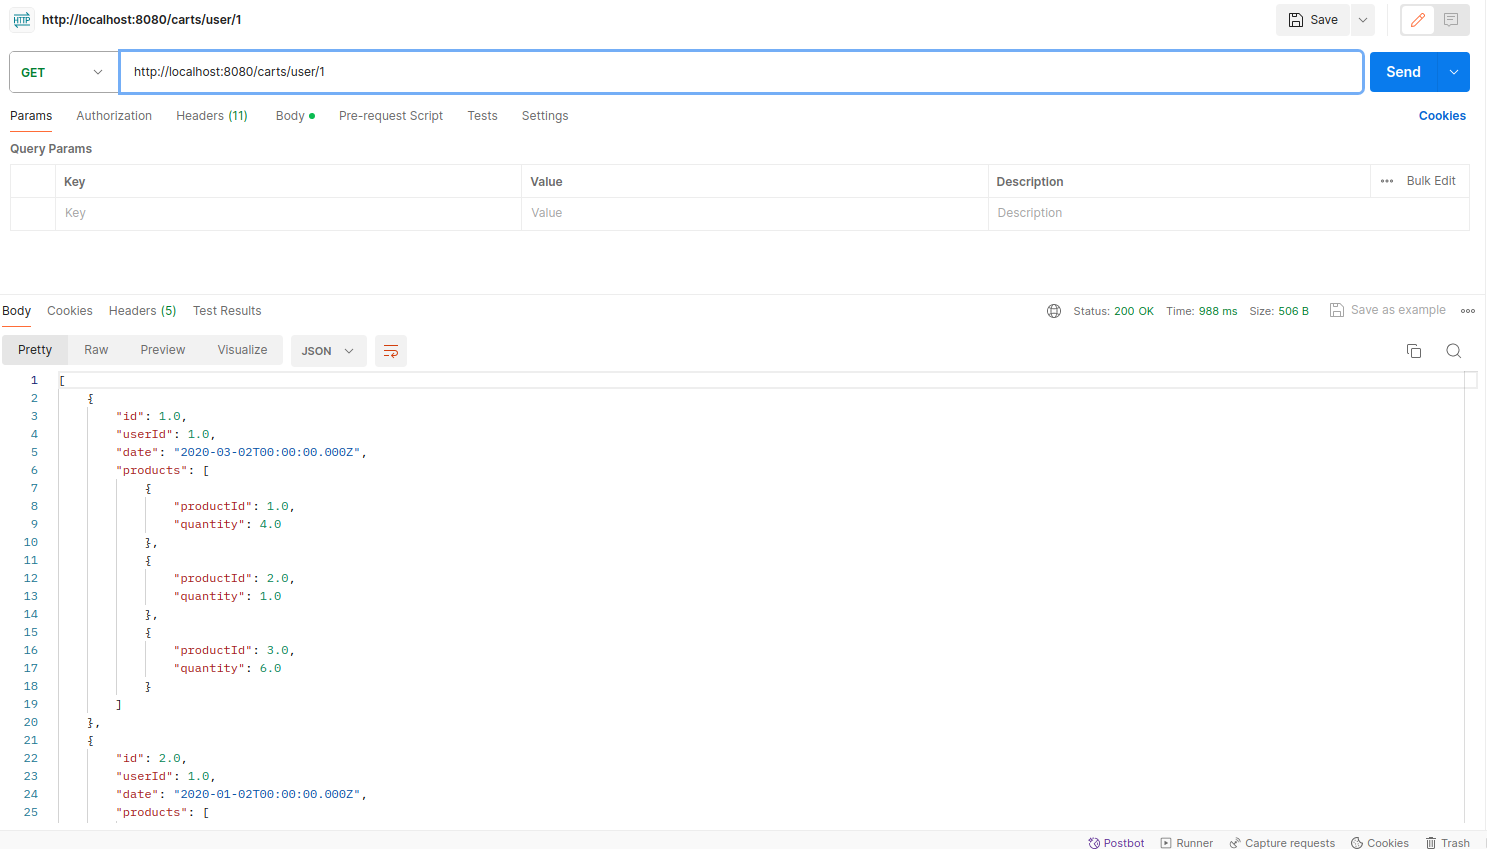 HTTP http://localhost:8080/carts/user/1 Save
GET http://localhost:8080/carts/user/1 Send
Params Authorization Headers (11) Body Pre-request Script Tests Settings Cookies
Query Params
Key Value Description Bulk Edit
Key Value Description
Body Cookies Headers (5) Test Results Status: 200 OK Time: 988 ms Size: 506 B Save as example
Pretty Raw Preview Visualize JSON
1 [
2 {
3 "id": 1.0,
4 "userId": 1.0,
5 "date": "2020-03-02T00:00:00.000Z",
6 "products": [
7 {
8 "productId": 1.0,
9 "quantity": 4.0
10 },
11 {
12 "productId": 2.0,
13 "quantity": 1.0
14 },
15 {
16 "productId": 3.0,
17 "quantity": 6.0
18 }
19 ]
20 },
21 {
22 "id": 2.0,
23 "userId": 1.0,
24 "date": "2020-01-02T00:00:00.000Z",
25 "products": [
Postbot Runner Capture requests Cookies Trash